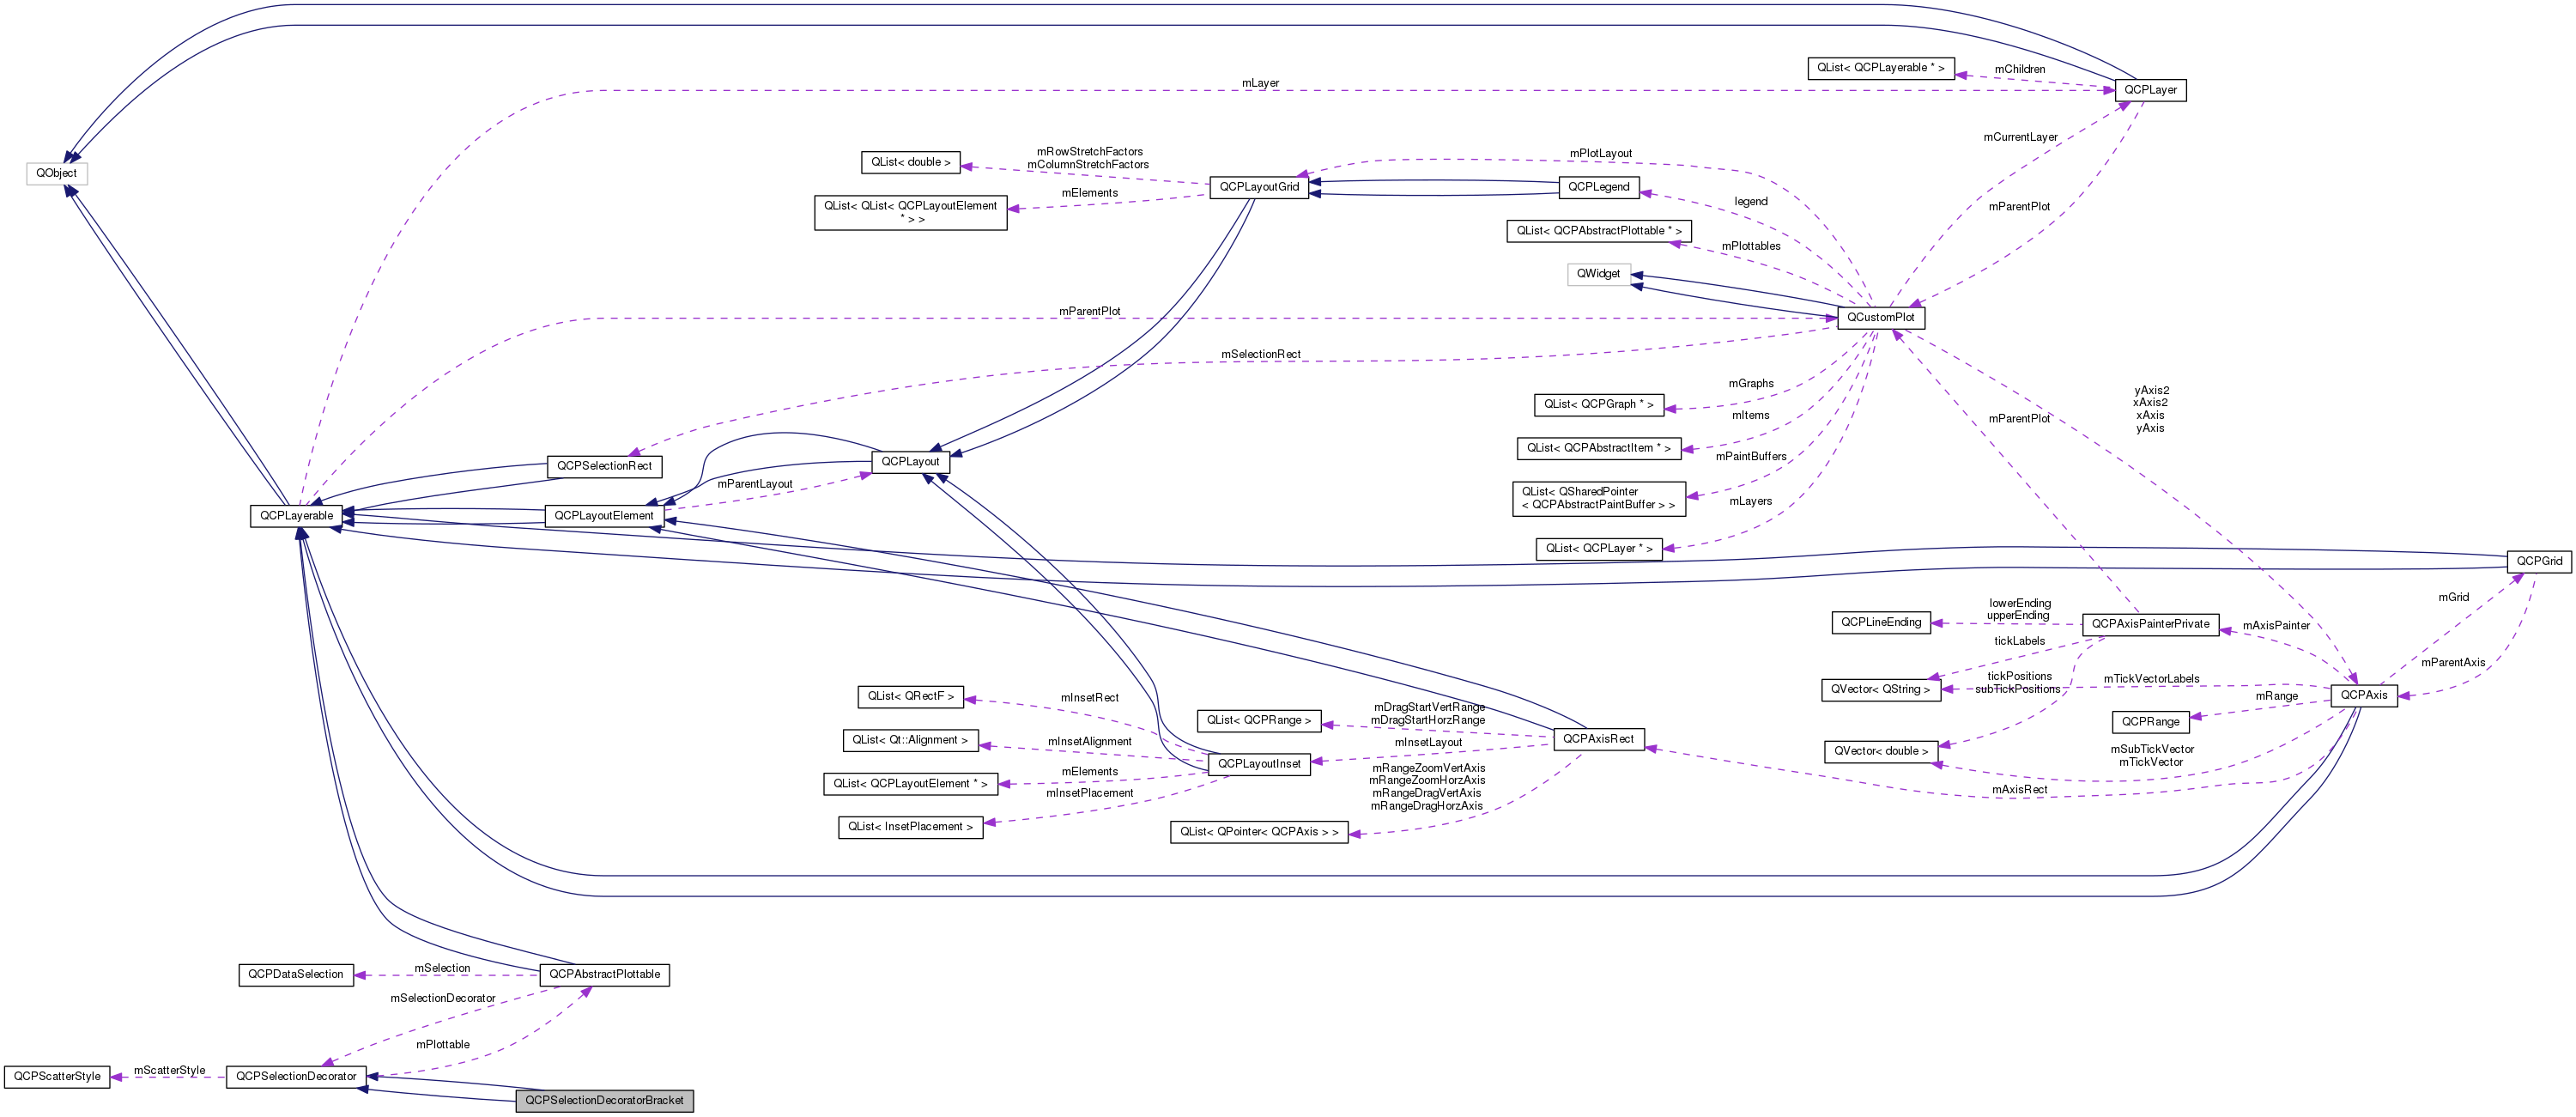 QList< QCPLayerable * >
mChildren
mLayer
QCPLayer
mCurrentLayer
mRowStretchFactors
mColumnStretchFactors
QList< double >
mPlotLayout
QObject
QCPLayoutGrid
QCPLegend
mElements
QList< QList< QCPLayoutElement
* > >
legend
mParentPlot
QList< QCPAbstractPlottable * >
mPlottables
QWidget
mParentPlot
QCustomPlot
mSelectionRect
mGraphs
yAxis2
xAxis2
xAxis
yAxis
QList< QCPGraph * >
mItems
mParentPlot
QList< QCPAbstractItem * >
mPaintBuffers
QCPSelectionRect
QCPLayout
mParentLayout
QList< QSharedPointer
< QCPAbstractPaintBuffer > >
mLayers
QCPLayerable
QCPLayoutElement
QList< QCPLayer * >
QCPGrid
lowerEnding
upperEnding
mGrid
QCPLineEnding
QCPAxisPainterPrivate
mAxisPainter
tickLabels
mParentAxis
tickPositions
subTickPositions
mTickVectorLabels
QVector< QString >
QCPAxis
mRange
QCPRange
QList< QRectF >
mInsetRect
mDragStartVertRange
mDragStartHorzRange
QList< QCPRange >
QList< Qt::Alignment >
mInsetAlignment
mInsetLayout
QCPAxisRect
QVector< double >
mSubTickVector
mTickVector
QCPLayoutInset
mElements
QList< QCPLayoutElement * >
mInsetPlacement
mRangeZoomVertAxis
mRangeZoomHorzAxis
mRangeDragVertAxis
mRangeDragHorzAxis
mAxisRect
QList< InsetPlacement >
QList< QPointer< QCPAxis > >
QCPDataSelection
mSelection
QCPAbstractPlottable
mSelectionDecorator
mPlottable
QCPScatterStyle
mScatterStyle
QCPSelectionDecorator
QCPSelectionDecoratorBracket